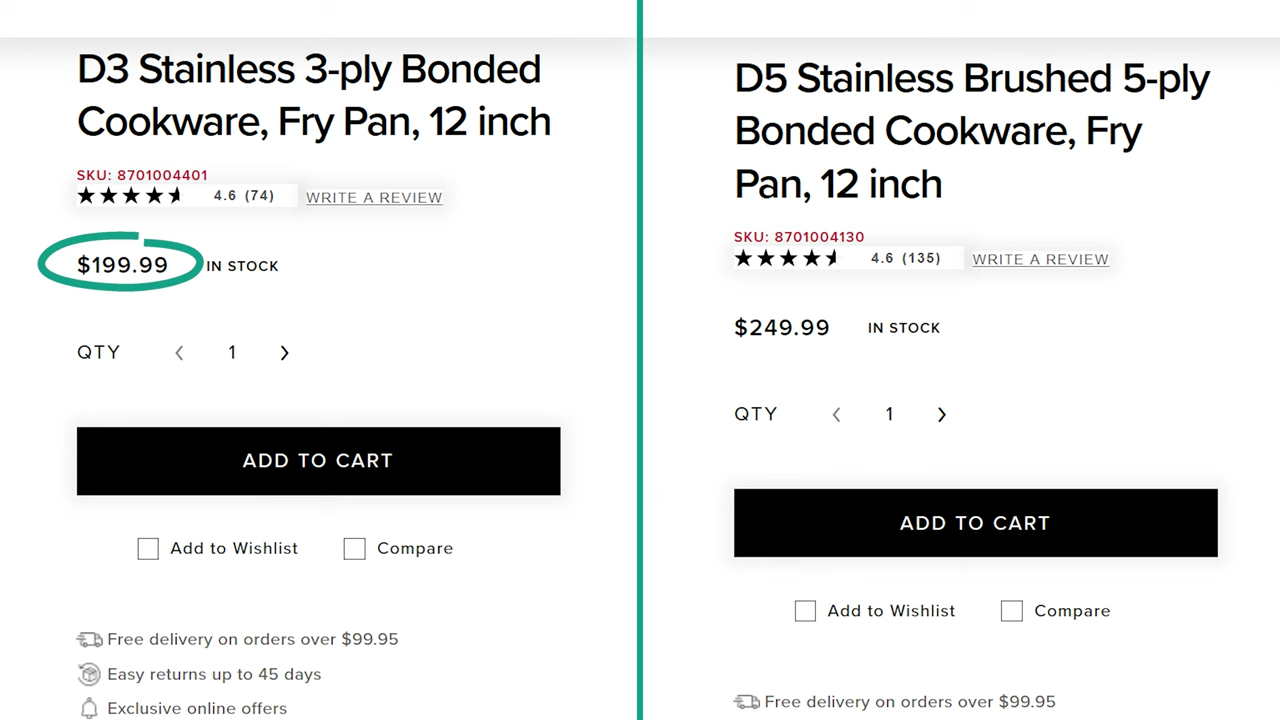 D3 Stainless 3-ply Bonded
Cookware, Fry Pan, 12 inch
SKU: 8701004401
4.6 (74) WRITE A REVIEW
$199.99 IN STOCK
QTY 1
ADD TO CART
Add to Wishlist Compare
Free delivery on orders over $99.95
Easy returns up to 45 days
Exclusive online offers
D5 Stainless Brushed 5-ply
Bonded Cookware, Fry
Pan, 12 inch
SKU: 8701004130
4.6 (135) WRITE A REVIEW
$249.99 IN STOCK
QTY 1
ADD TO CART
Add to Wishlist Compare
Free delivery on orders over $99.95